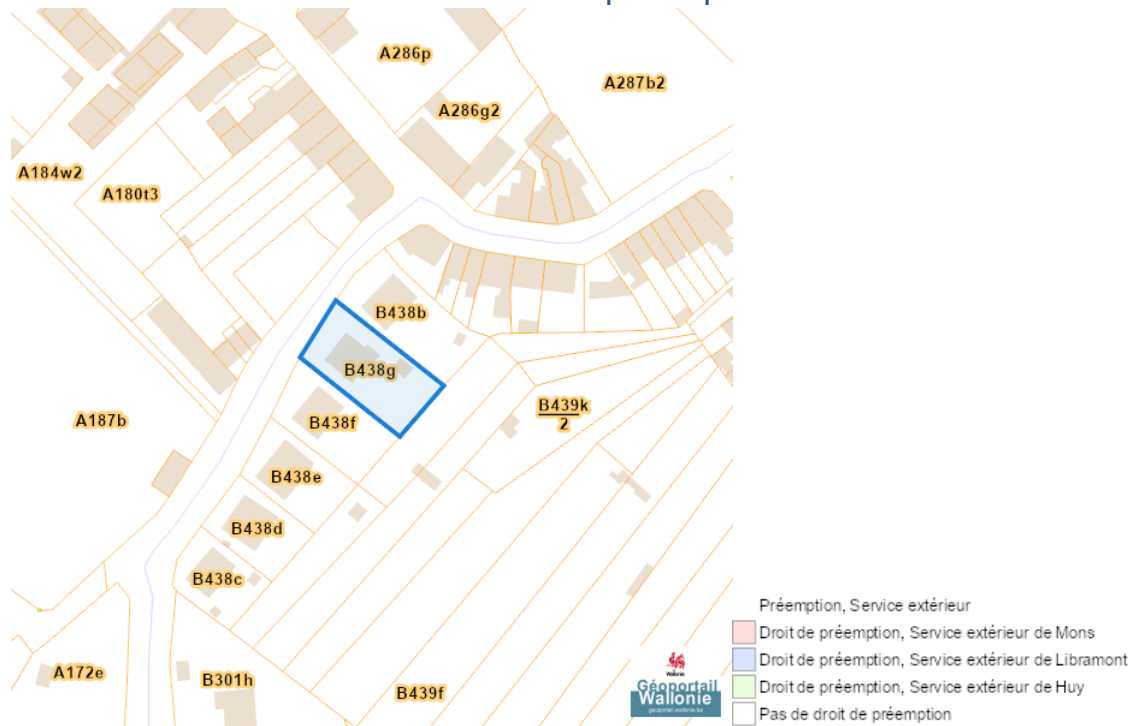 A286p
A287b2
A286g2
A184w2
A180t3
B438b
B438g
B439k
2
B438f
A187b
B438e
B438d
B438c
A172e
B301h
B439f
Wallonie
Géoportail
Wallonie
geoportail.wallonie.be
Préemption, Service extérieur
Droit de préemption, Service extérieur de Mons
Droit de préemption, Service extérieur de Libramont
Droit de préemption, Service extérieur de Huy
Pas de droit de préemption